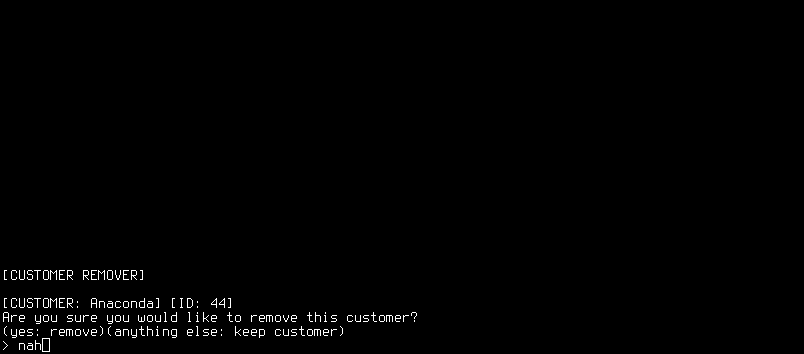 [CUSTOMER REMOVER]
[CUSTOMER: Anaconda] [ID: 44]
Are you sure you would like to remove this customer?
(yes: remove)(anything else: keep customer)
> nah